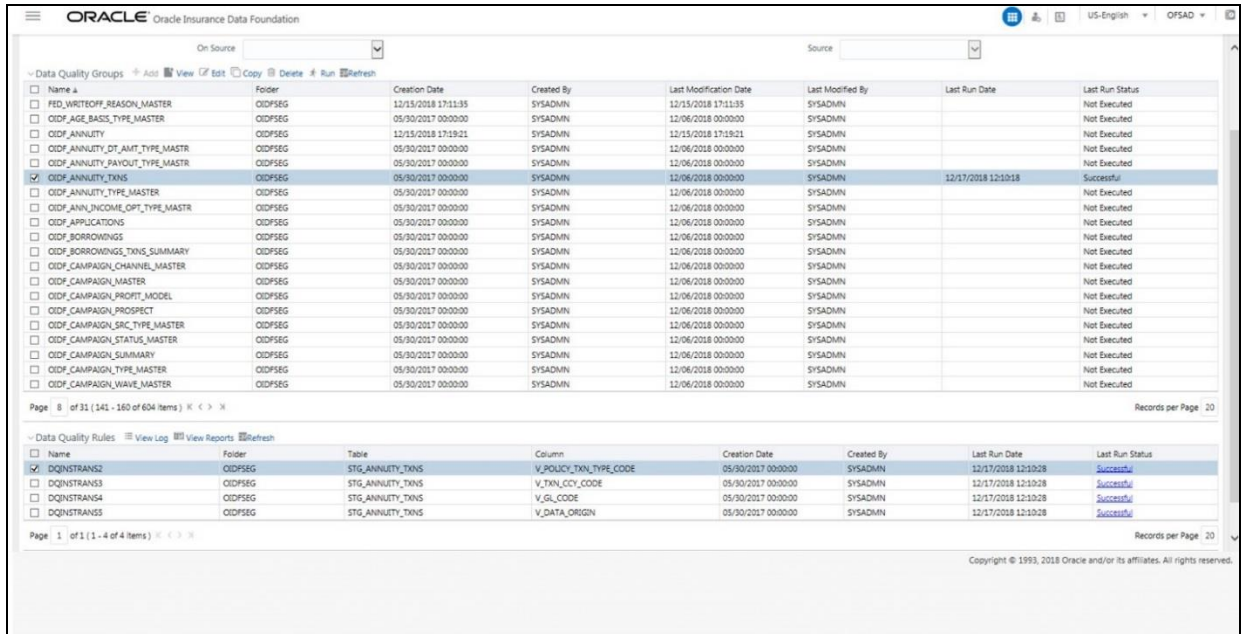 ORACLE Oracle Insurance Data Foundation US-English OFSAD
On Source Source
Data Quality Groups Add View Edit Copy Delete Run Refresh
Name Folder Creation Date Created By Last Modification Date Last Modified By Last Run Date Last Run Status
FED_WRITEOFF_REASON_MASTER OIDFSEG 12/15/2018 17:11:35 SYSADMN 12/15/2018 17:11:35 SYSADMN Not Executed
OIDF_AGE_BASIS_TYPE_MASTER OIDFSEG 05/30/2017 00:00:00 SYSADMN 12/06/2018 00:00:00 SYSADMN Not Executed
OIDF_ANNUITY OIDFSEG 12/15/2018 17:19:21 SYSADMN 12/15/2018 17:19:21 SYSADMN Not Executed
OIDF_ANNUITY_DT_AMT_TYPE_MASTR OIDFSEG 05/30/2017 00:00:00 SYSADMN 12/06/2018 00:00:00 SYSADMN Not Executed
OIDF_ANNUITY_PAYOUT_TYPE_MASTR OIDFSEG 05/30/2017 00:00:00 SYSADMN 12/06/2018 00:00:00 SYSADMN Not Executed
OIDF_ANNUITY_TXNS OIDFSEG 05/30/2017 00:00:00 SYSADMN 12/06/2018 00:00:00 SYSADMN 12/17/2018 12:10:18 Successful
OIDF_ANNUITY_TYPE_MASTER OIDFSEG 05/30/2017 00:00:00 SYSADMN 12/06/2018 00:00:00 SYSADMN Not Executed
OIDF_ANN_INCOME_OPT_TYPE_MASTR OIDFSEG 05/30/2017 00:00:00 SYSADMN 12/06/2018 00:00:00 SYSADMN Not Executed
OIDF_APPLICATIONS OIDFSEG 05/30/2017 00:00:00 SYSADMN 12/06/2018 00:00:00 SYSADMN Not Executed
OIDF_BORROWINGS OIDFSEG 05/30/2017 00:00:00 SYSADMN 12/06/2018 00:00:00 SYSADMN Not Executed
OIDF_BORROWINGS_TXNS_SUMMARY OIDFSEG 05/30/2017 00:00:00 SYSADMN 12/06/2018 00:00:00 SYSADMN Not Executed
OIDF_CAMPAIGN_CHANNEL_MASTER OIDFSEG 05/30/2017 00:00:00 SYSADMN 12/06/2018 00:00:00 SYSADMN Not Executed
OIDF_CAMPAIGN_MASTER OIDFSEG 05/30/2017 00:00:00 SYSADMN 12/06/2018 00:00:00 SYSADMN Not Executed
OIDF_CAMPAIGN_PROFIT_MODEL OIDFSEG 05/30/2017 00:00:00 SYSADMN 12/06/2018 00:00:00 SYSADMN Not Executed
OIDF_CAMPAIGN_PROSPECT OIDFSEG 05/30/2017 00:00:00 SYSADMN 12/06/2018 00:00:00 SYSADMN Not Executed
OIDF_CAMPAIGN_SRC_TYPE_MASTER OIDFSEG 05/30/2017 00:00:00 SYSADMN 12/06/2018 00:00:00 SYSADMN Not Executed
OIDF_CAMPAIGN_STATUS_MASTER OIDFSEG 05/30/2017 00:00:00 SYSADMN 12/06/2018 00:00:00 SYSADMN Not Executed
OIDF_CAMPAIGN_SUMMARY OIDFSEG 05/30/2017 00:00:00 SYSADMN 12/06/2018 00:00:00 SYSADMN Not Executed
OIDF_CAMPAIGN_TYPE_MASTER OIDFSEG 05/30/2017 00:00:00 SYSADMN 12/06/2018 00:00:00 SYSADMN Not Executed
OIDF_CAMPAIGN_WAVE_MASTER OIDFSEG 05/30/2017 00:00:00 SYSADMN 12/06/2018 00:00:00 SYSADMN Not Executed
Page 8 of 31 ( 141 - 160 of 604 items ) Records per Page 20
Data Quality Rules View Log View Reports Refresh
Name Folder Table Column Creation Date Created By Last Run Date Last Run Status
DQINSTRANS2 OIDFSEG STG_ANNUITY_TXNS V_POLICY_TXN_TYPE_CODE 05/30/2017 00:00:00 SYSADMN 12/17/2018 12:10:28 Successful
DQINSTRANS3 OIDFSEG STG_ANNUITY_TXNS V_TXN_CCY_CODE 05/30/2017 00:00:00 SYSADMN 12/17/2018 12:10:28 Successful
DQINSTRANS4 OIDFSEG STG_ANNUITY_TXNS V_GL_CODE 05/30/2017 00:00:00 SYSADMN 12/17/2018 12:10:28 Successful
DQINSTRANS5 OIDFSEG STG_ANNUITY_TXNS V_DATA_ORIGIN 05/30/2017 00:00:00 SYSADMN 12/17/2018 12:10:28 Successful
Page 1 of 1 ( 1 - 4 of 4 items ) Records per Page 20
Copyright © 1993, 2018 Oracle and/or its affiliates. All rights reserved.